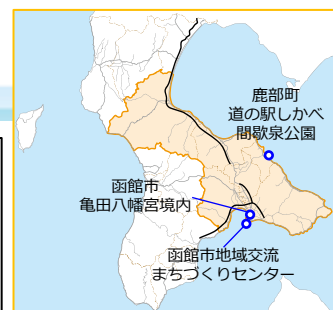 鹿部町
道の駅しかべ
間歇泉公園
函館市
亀田八幡宮境内
函館市地域交流
まちづくりセンター